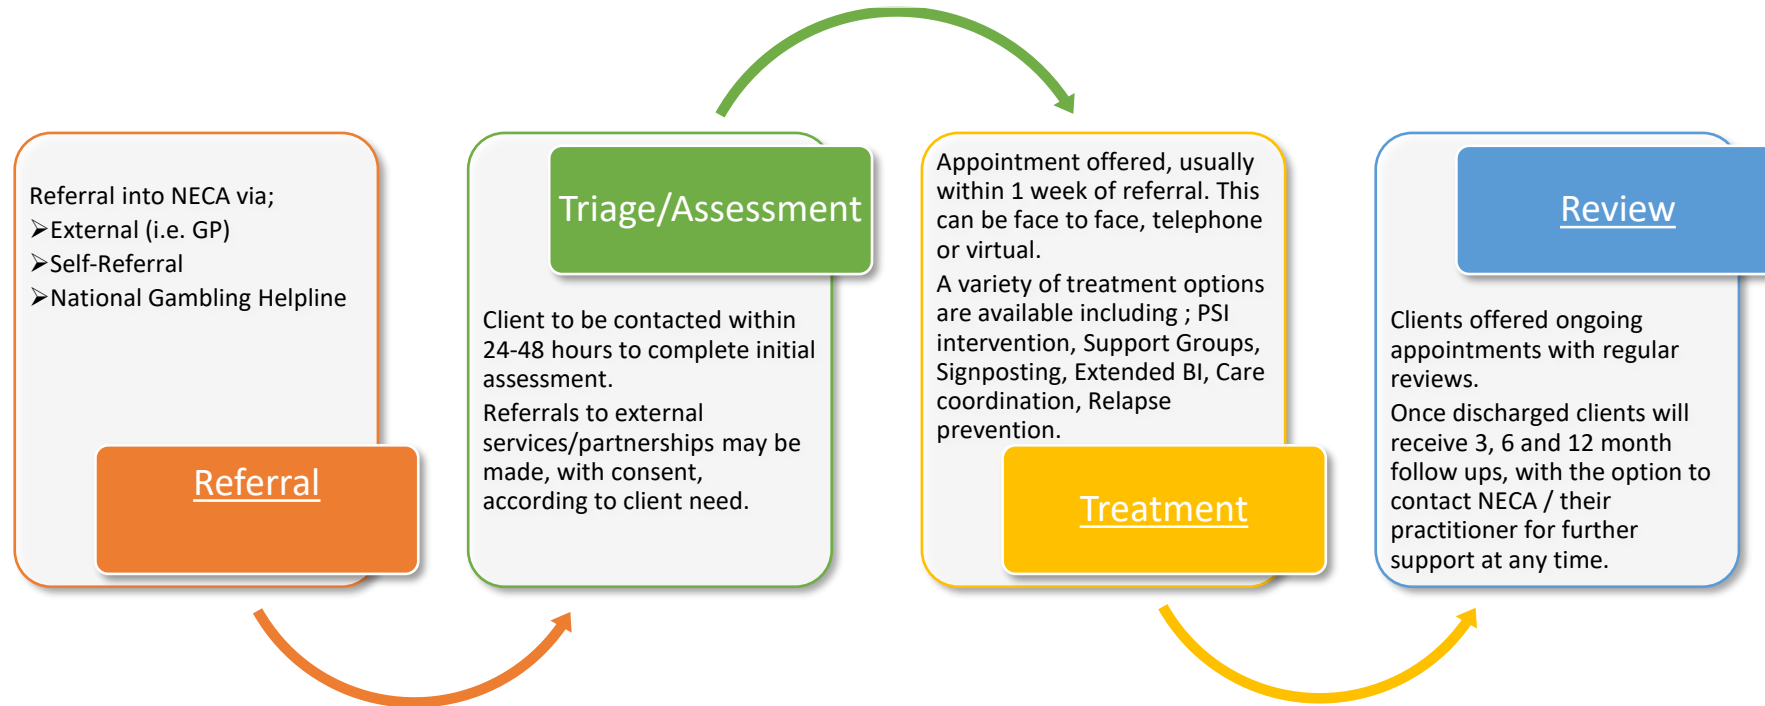 Referral into NECA via;
➢External (i.e. GP)
➢Self-Referral
➢National Gambling Helpline
Referral
Triage/Assessment
Client to be contacted within
24-48 hours to complete initial
assessment.
Referrals to external
services/partnerships may be
made, with consent,
according to client need.
Appointment offered, usually
within 1 week of referral. This
can be face to face, telephone
or virtual.
A variety of treatment options
are available including ; PSI
intervention, Support Groups,
Signposting, Extended BI, Care
coordination, Relapse
prevention.
Treatment
Review
Clients offered ongoing
appointments with regular
reviews.
Once discharged clients will
receive 3, 6 and 12 month
follow ups, with the option to
contact NECA / their
practitioner for further
support at any time.